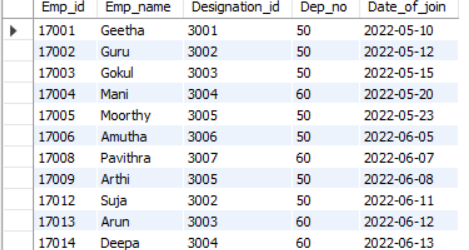 Emp_id Emp_name Designation_id Dep_no Date_of_join
17001 Geetha 3001 50 2022-05-10
17002 Guru 3002 50 2022-05-12
17003 Gokul 3003 50 2022-05-15
17004 Mani 3004 60 2022-05-20
17005 Moorthy 3005 50 2022-05-23
17006 Amutha 3006 50 2022-06-05
17008 Pavithra 3007 60 2022-06-07
17009 Arthi 3005 50 2022-06-08
17012 Suja 3002 50 2022-06-11
17013 Arun 3003 60 2022-06-12
17014 Deepa 3004 60 2022-06-13